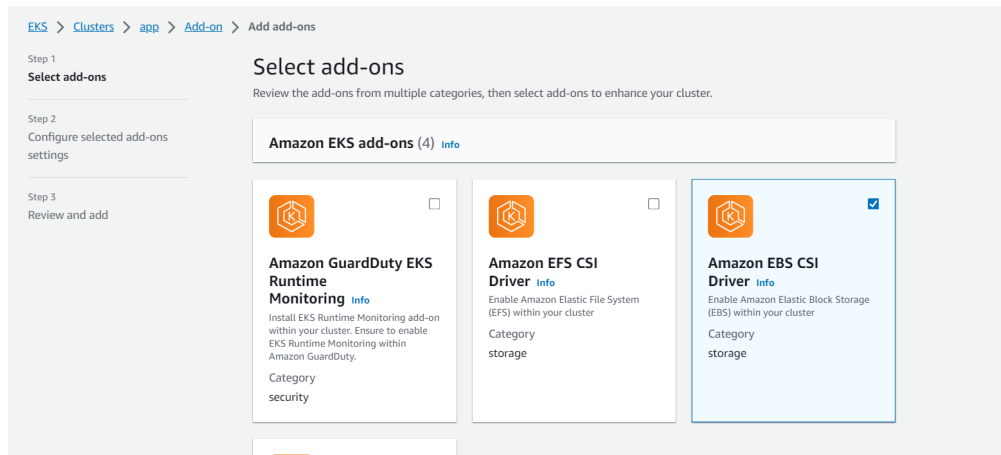 EKS > Clusters > app > Add-on > Add add-ons
Step 1
Select add-ons
Step 2
Configure selected add-ons
settings
Step 3
Review and add
Select add-ons
Review the add-ons from multiple categories, then select add-ons to enhance your cluster.
Amazon EKS add-ons (4) Info
Amazon GuardDuty EKS
Runtime
Monitoring Info
Install EKS Runtime Monitoring add-on
within your cluster. Ensure to enable
EKS Runtime Monitoring within
Amazon GuardDuty.
Category
security
Amazon EFS CSI
Driver Info
Enable Amazon Elastic File System
(EFS) within your cluster
Category
storage
Amazon EBS CSI
Driver Info
Enable Amazon Elastic Block Storage
(EBS) within your cluster
Category
storage